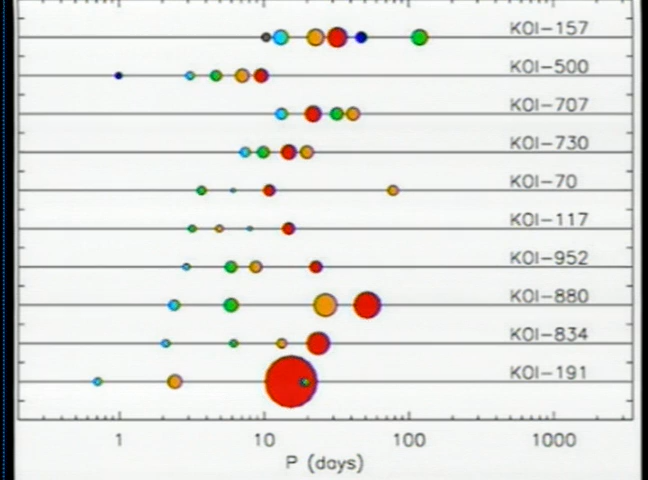 KOI-157
KOI-500
KOI-707
KOI-730
KOI-70
KOI-117
KOI-952
KOI-880
KOI-834
KOI-191
1 10 100 1000
P (days)